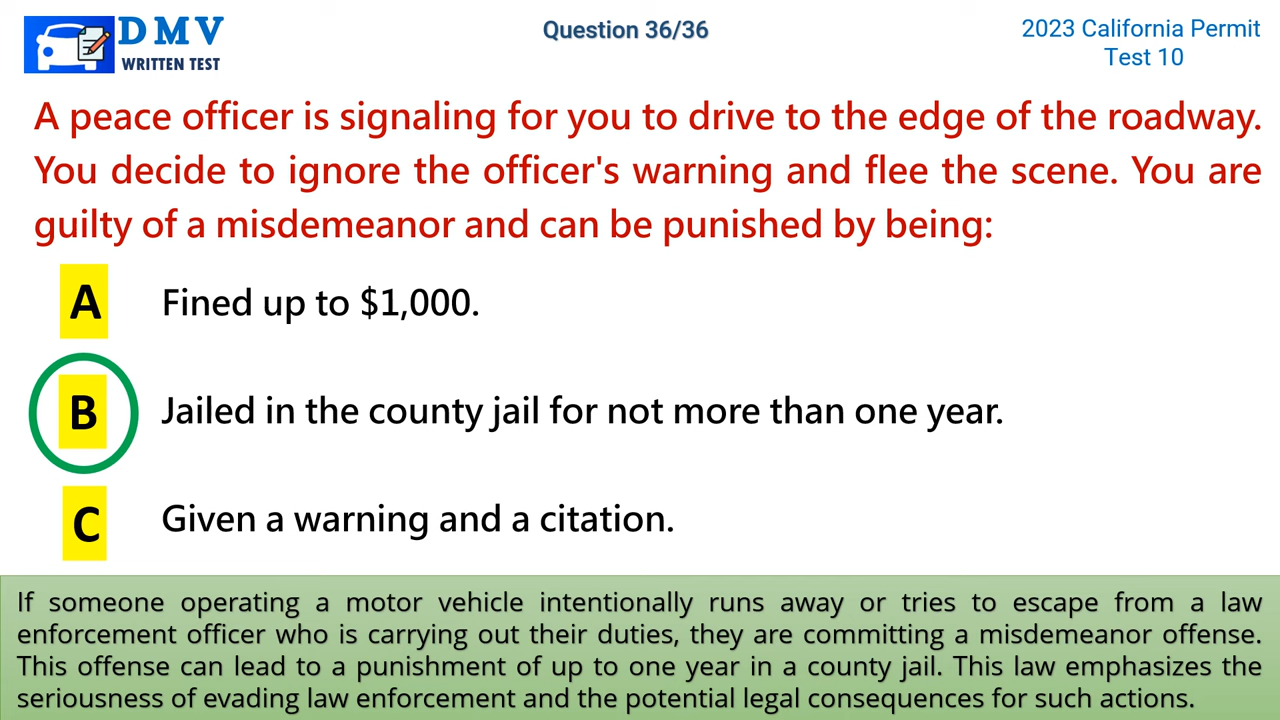 DMV
WRITTEN TEST
Question 36/36
2023 California Permit
Test 10
A peace officer is signaling for you to drive to the edge of the roadway.
You decide to ignore the officer's warning and flee the scene. You are
guilty of a misdemeanor and can be punished by being:
A Fined up to $1,000.
B Jailed in the county jail for not more than one year.
C Given a warning and a citation.
If someone operating a motor vehicle intentionally runs away or tries to escape from a law
enforcement officer who is carrying out their duties, they are committing a misdemeanor offense.
This offense can lead to a punishment of up to one year in a county jail. This law emphasizes the
seriousness of evading law enforcement and the potential legal consequences for such actions.